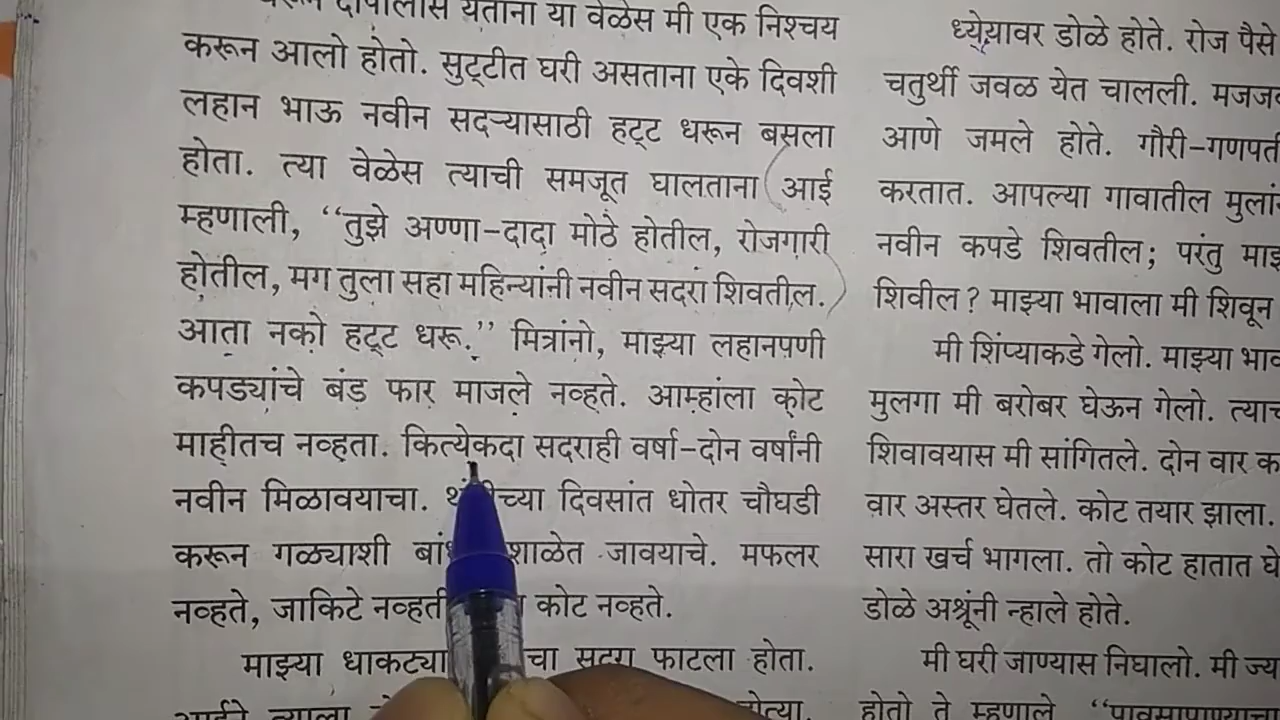 दापोलीस येताना या वेळेस मी एक निश्चय
करून आलो होतो. सुट्टीत घरी असताना एके दिवशी
लहान भाऊ नवीन सदऱ्यासाठी हट्ट धरून बसला
होता. त्या वेळेस त्याची समजूत घालताना आई
म्हणाली, “तुझे अण्णा-दादा मोठे होतील, रोजगारी
होतील, मग तुला सहा महिन्यांनी नवीन सदरा शिवतील.
आता नको हट्ट धरू.” मित्रांनो, माझ्या लहानपणी
कपड्यांचे बंड फार माजले नव्हते. आम्हांला कोट
माहीतच नव्हता. कित्येकदा सदराही वर्षा-दोन वर्षांनी
नवीन मिळावयाचा. दिवसांत धोतर चौघडी
करून गळ्याशी शाळेत जावयाचे. मफलर
नव्हते, जाकिटे कोट नव्हते.
माझ्या धाकट्या सदरा फाटला होता.
ध्येयावर डोळे होते. रोज पैसे
चतुर्थी जवळ येत चालली.
आणे जमले होते.
करतात. आपल्या गावातील
नवीन कपडे शिवतील; परंतु
शिवील? माझ्या भावाला मी शिवून
मी शिंप्याकडे गेलो. माझ्या
मुलगा मी बरोबर घेऊन गेलो.
शिवावयास मी सांगितले. दोन वार
वार अस्तर घेतले. कोट तयार झाला.
सारा खर्च भागला. तो कोट हातात
डोळे अश्रूंनी न्हाले होते.
मी घरी जाण्यास निघालो. मी
होतो ते म्हणाले